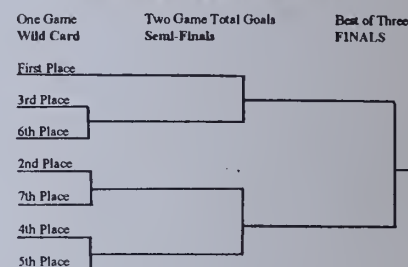 One Game
Wild Card
Two Game Total Goals
Semi-Finals
Best of Three
FINALS
First Place
3rd Place
6th Place
2nd Place
7th Place
4th Place
5th Place